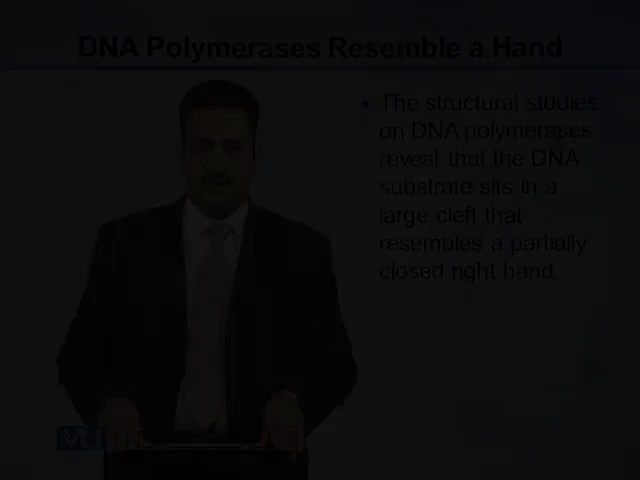 DNA Polymerases Resemble a Hand
• The structural studies
on DNA polymerases
reveal that the DNA
substrate sits in a
large cleft that
resembles a partially
closed right hand.